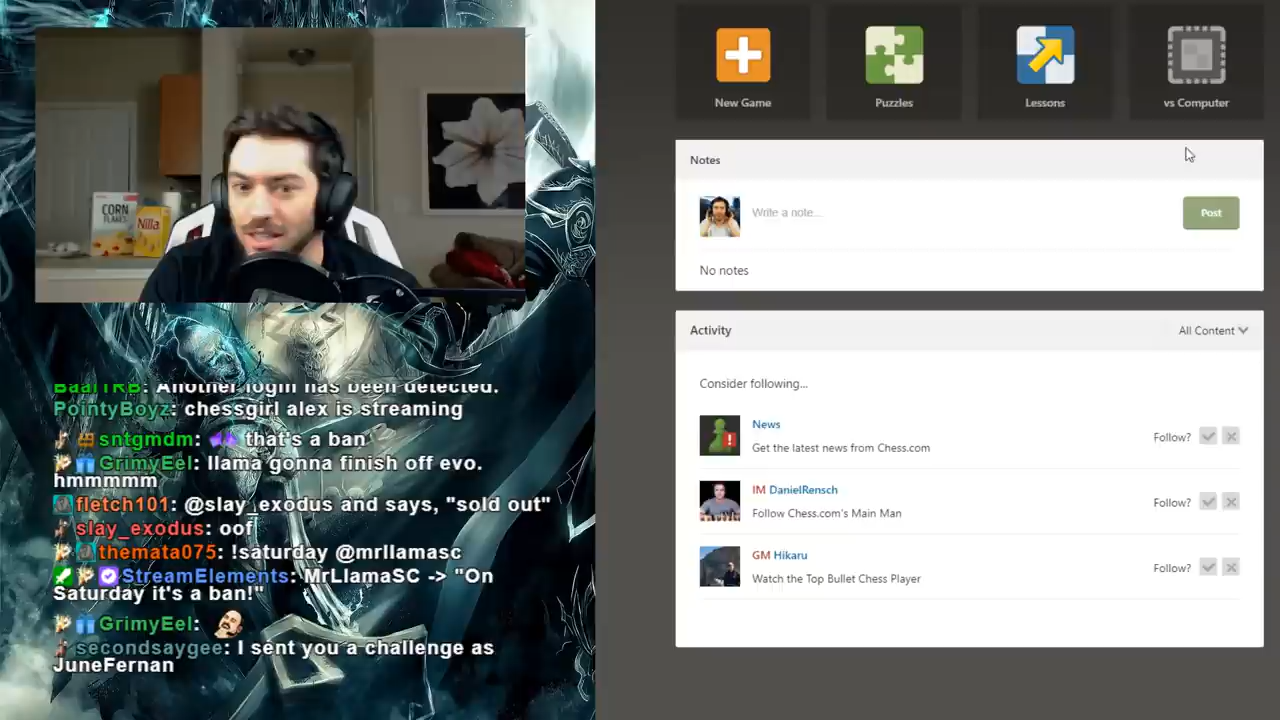 New Game
Puzzles
Lessons
vs Computer
Notes
Write a note...
Post
No notes
Activity
All Content
Consider following...
News
Get the latest news from Chess.com
Follow?
IM DanielRensch
Follow Chess.com's Main Man
Follow?
GM Hikaru
Watch the Top Bullet Chess Player
Follow?
CORN
FLAKES
Nilla
BaalTRB: Another login has been detected.
PointyBoyz: chessgirl alex is streaming
sntgmdm: that's a ban
GrimyEel: llama gonna finish off evo.
hmmmmm
fletch101: @slay_exodus and says, "sold out"
slay_exodus: oof
themata075: !saturday @mrllamasc
StreamElements: MrLlamaSC -> "On
Saturday it's a ban!"
GrimyEel:
secondsaygee: I sent you a challenge as
JuneFernan